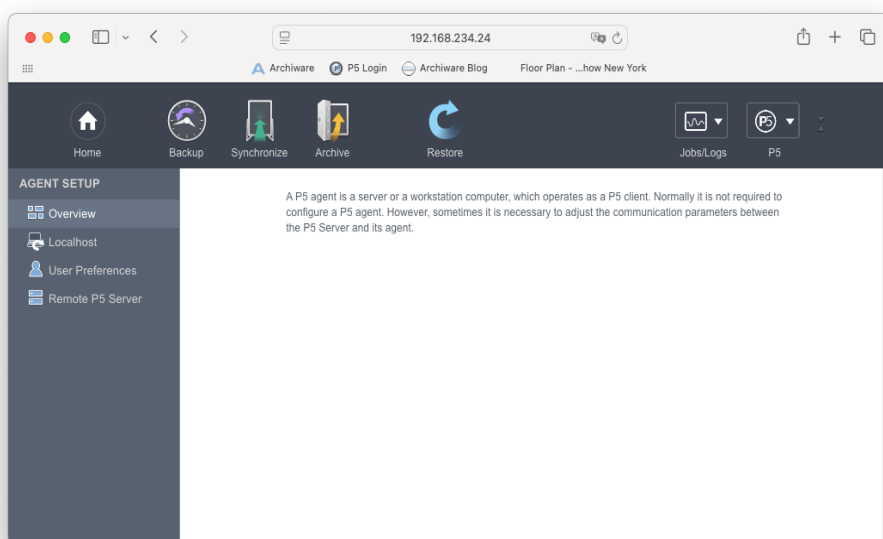 192.168.234.24
Archiware
P5 Login
Archiware Blog
Floor Plan - ...how New York
Home
Backup
Synchronize
Archive
Restore
Jobs/Logs
P5
P5
AGENT SETUP
Overview
Localhost
User Preferences
Remote P5 Server
A P5 agent is a server or a workstation computer, which operates as a P5 client. Normally it is not required to
configure a P5 agent. However, sometimes it is necessary to adjust the communication parameters between
the P5 Server and its agent.